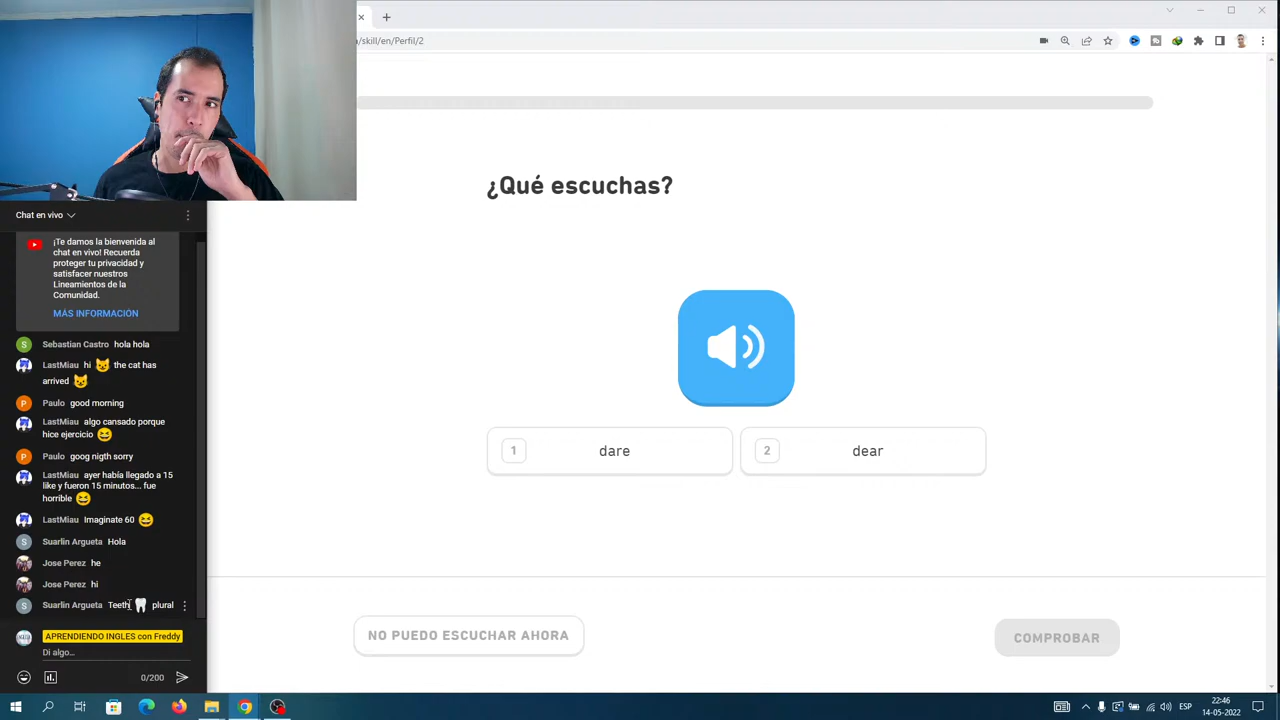 /skill/en/Perfil/2
¿Qué escuchas?
1 dare
2 dear
NO PUEDO ESCUCHAR AHORA
COMPROBAR
Chat en vivo
¡Te damos la bienvenida al
chat en vivo! Recuerda
proteger tu privacidad y
satisfacer nuestros
Lineamientos de la
Comunidad.
MÁS INFORMACIÓN
S Sebastian Castro hola hola
LastMiau hi 😺 the cat has
arrived 😺
P Paulo good morning
LastMiau algo cansado porque
hice ejercicio 😆
P Paulo goog nigth sorry
LastMiau ayer había llegado a 15
like y fueron 15 minutos... fue
horrible 😆
LastMiau Imaginate 60 😆
S Suarlin Argueta Hola
Jose Perez he
Jose Perez hi
S Suarlin Argueta Teeth 🦷 plural
APRENDIENDO INGLES con Freddy
Di algo...
0/200
ESP
22:46
14-05-2022